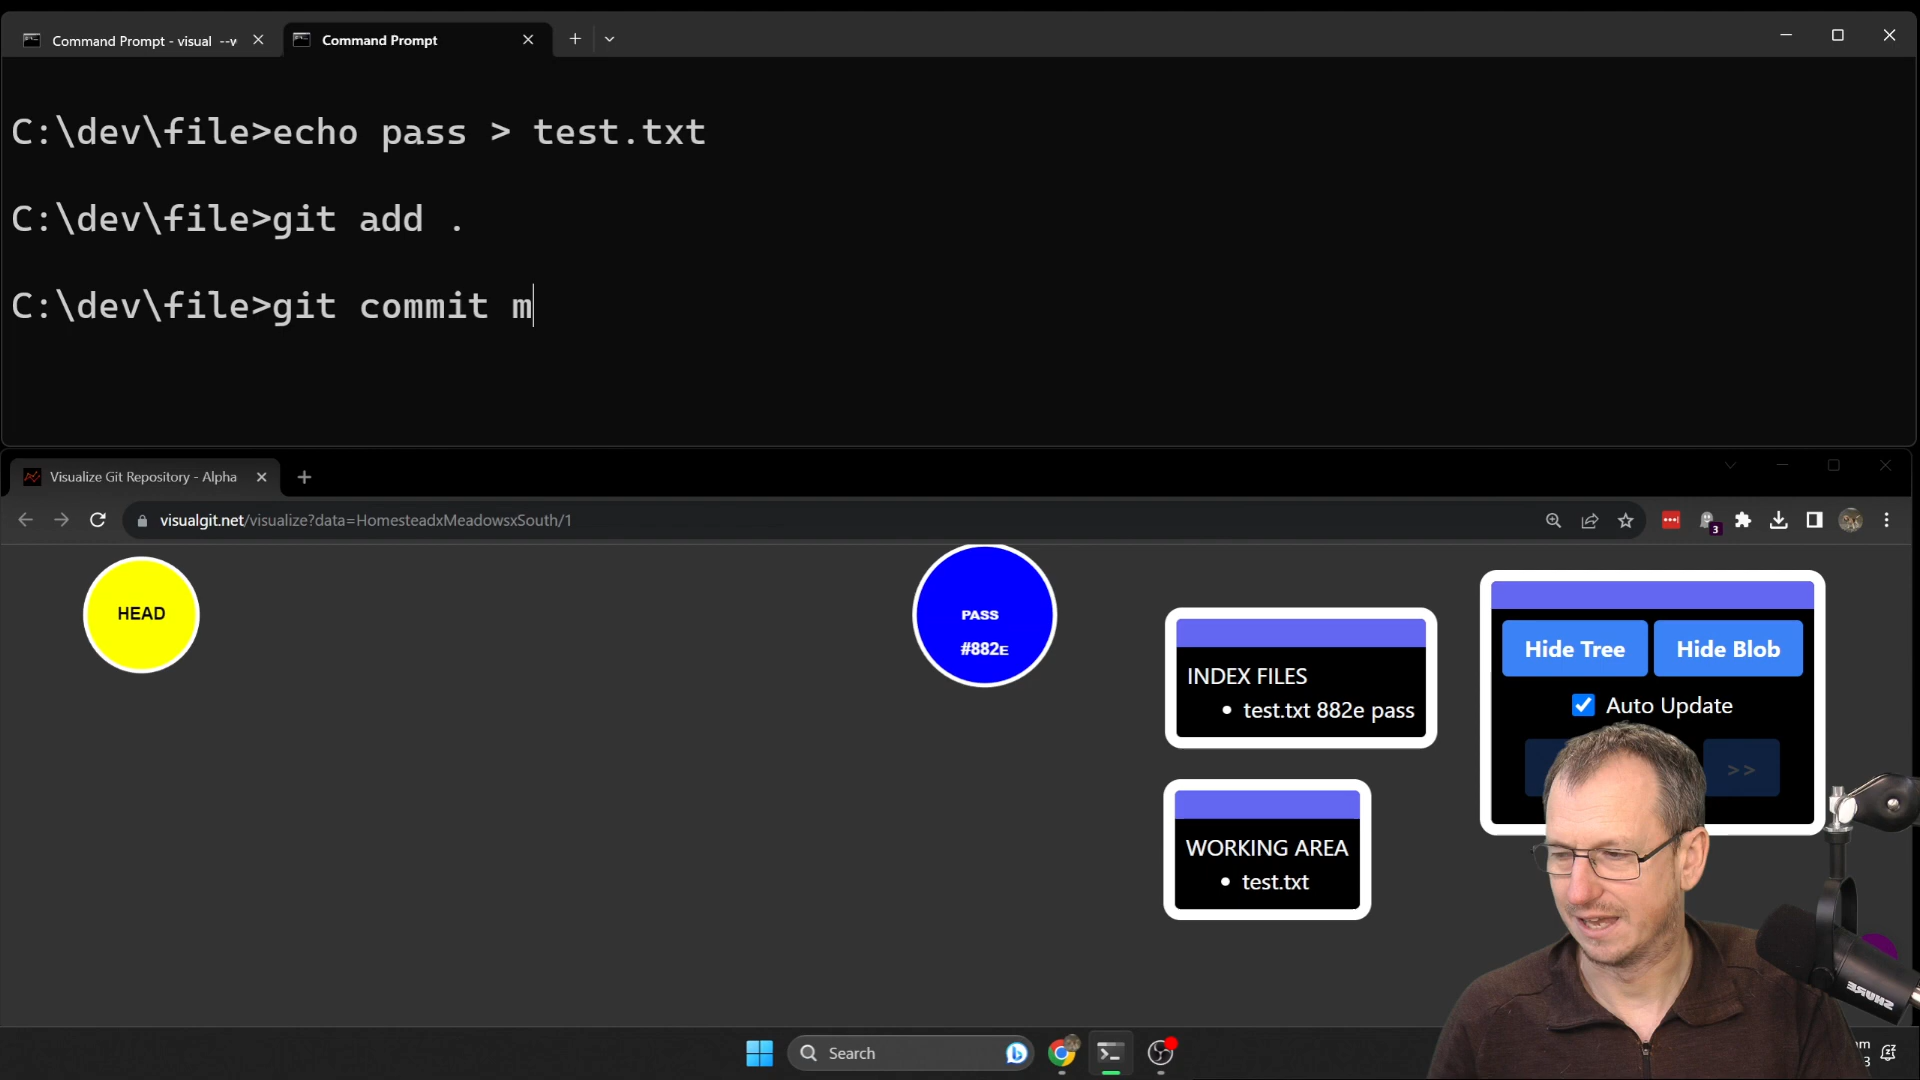 Command Prompt - visual --v
Command Prompt
C:\dev\file>echo pass > test.txt
C:\dev\file>git add .
C:\dev\file>git commit m
Visualize Git Repository - Alpha
visualgit.net/visualize?data=HomesteadxMeadowsxSouth/1
3
HEAD
PASS
#882E
INDEX FILES
• test.txt 882e pass
WORKING AREA
• test.txt
Hide Tree
Hide Blob
Auto Update
>>
SHURE
Search